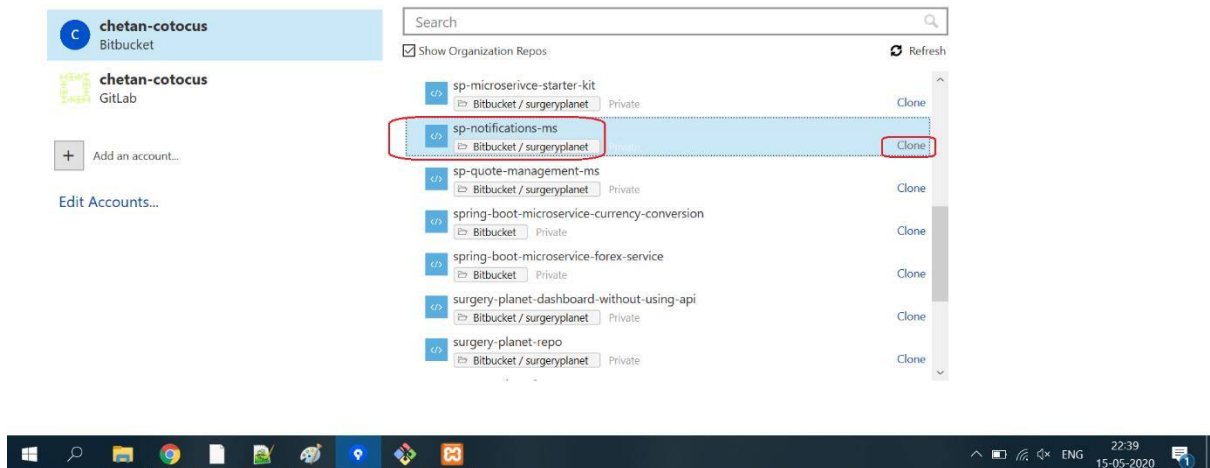 chetan-cotocus
Bitbucket
chetan-cotocus
GitLab
+ Add an account...
Edit Accounts...
Search
Show Organization Repos
Refresh
sp-microserivce-starter-kit
Bitbucket / surgeryplanet Private
Clone
sp-notifications-ms
Bitbucket / surgeryplanet Private
Clone
sp-quote-management-ms
Bitbucket / surgeryplanet Private
Clone
spring-boot-microservice-currency-conversion
Bitbucket Private
Clone
spring-boot-microservice-forex-service
Bitbucket Private
Clone
surgery-planet-dashboard-without-using-api
Bitbucket / surgeryplanet Private
Clone
surgery-planet-repo
Bitbucket / surgeryplanet Private
Clone
ENG
22:39
15-05-2020